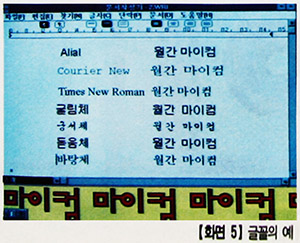 Alial 월간 마이컴
Courier New 월간 마이컴
Times New Roman 월간 마이컴
굴림체 월간 마이컴
궁서체 월간 마이컴
돋움체 월간 마이컴
바탕체 월간 마이컴
마이컴 마이컴 마이컴
【화면 5】 글꼴의 예